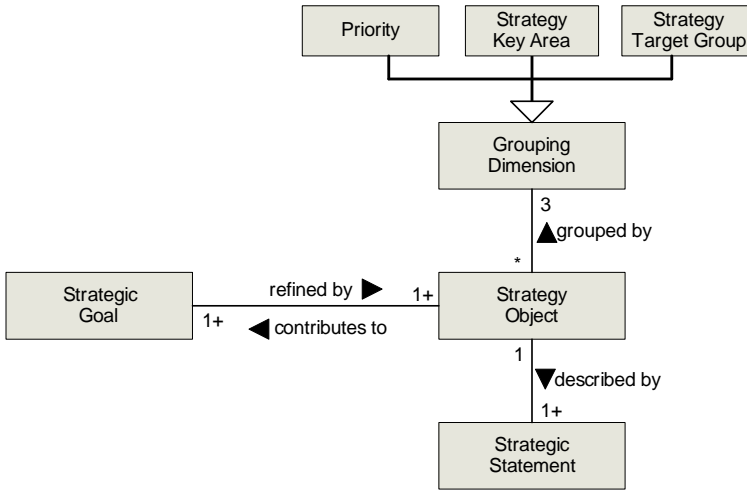 Priority
Strategy
Key Area
Strategy
Target Group
Grouping
Dimension
3
grouped by
*
Strategic
Goal
refined by
1+
1+
contributes to
Strategy
Object
1
described by
1+
Strategic
Statement